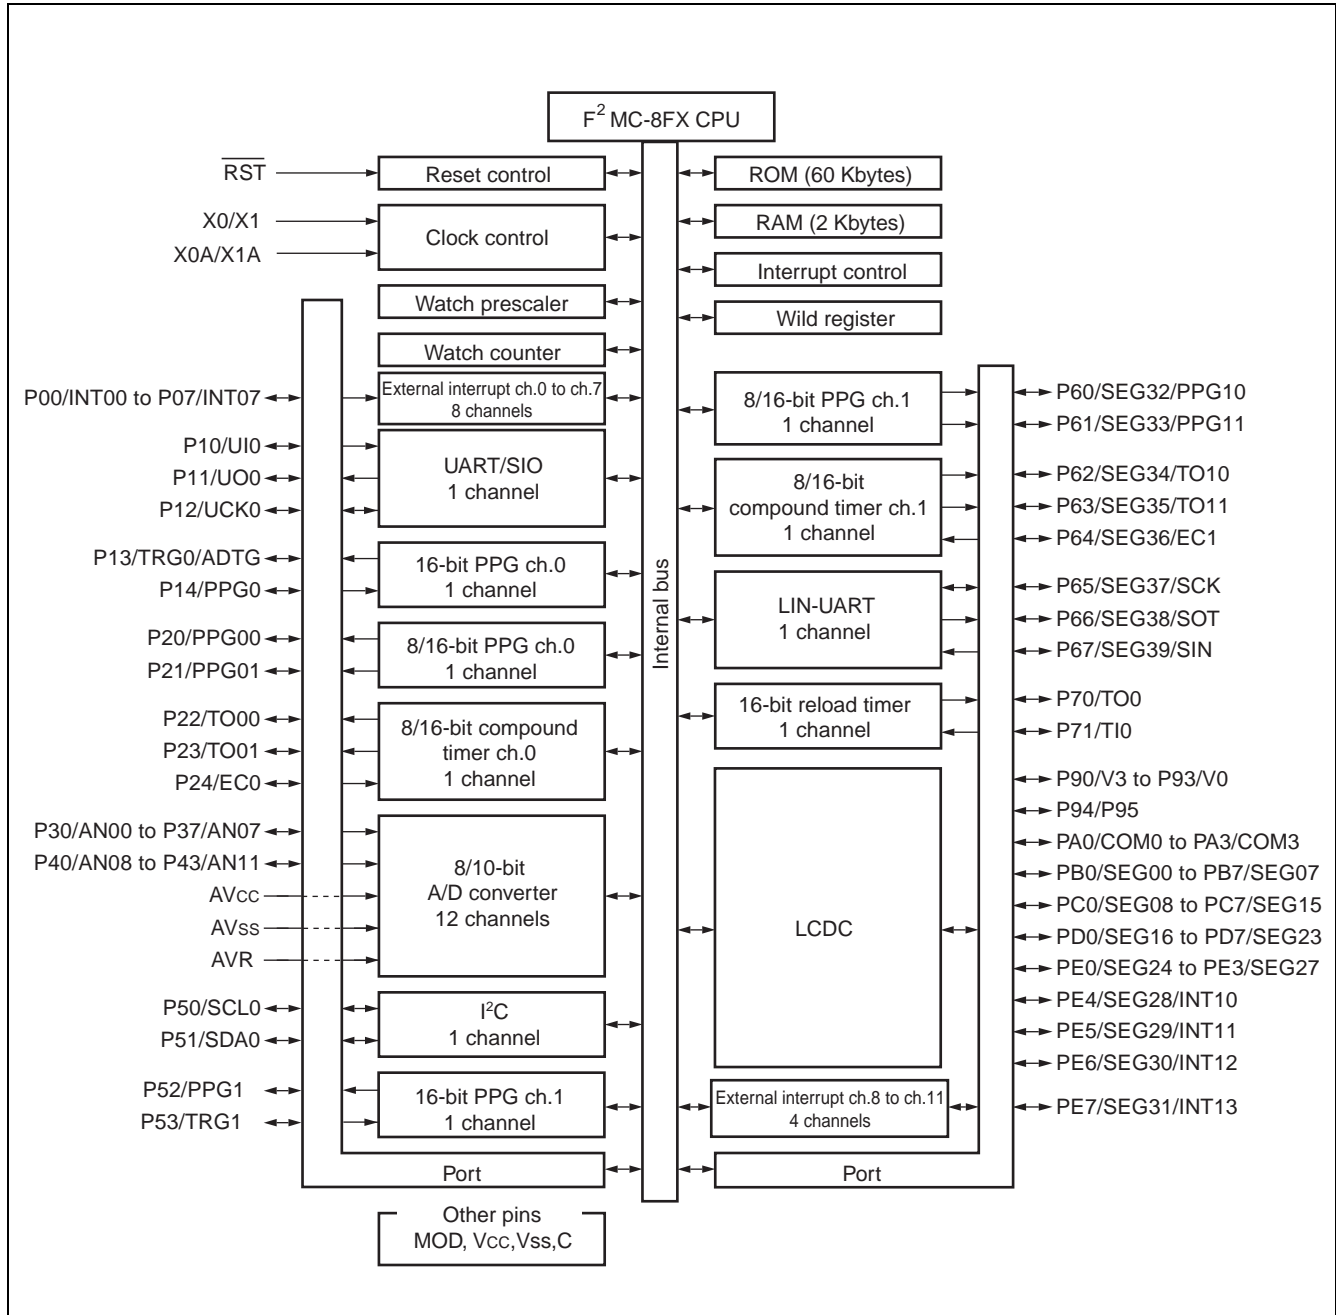 F² MC-8FX CPU
RST
Reset control
ROM (60 Kbytes)
X0/X1
X0A/X1A
Clock control
RAM (2 Kbytes)
Interrupt control
Watch prescaler
Wild register
Watch counter
P00/INT00 to P07/INT07
External interrupt ch.0 to ch.7
8 channels
P10/UI0
P11/UO0
P12/UCK0
UART/SIO
1 channel
P13/TRG0/ADTG
P14/PPG0
16-bit PPG ch.0
1 channel
P20/PPG00
P21/PPG01
8/16-bit PPG ch.0
1 channel
P22/TO00
P23/TO01
P24/EC0
8/16-bit compound
timer ch.0
1 channel
P30/AN00 to P37/AN07
P40/AN08 to P43/AN11
AVcc
AVss
AVR
8/10-bit
A/D converter
12 channels
P50/SCL0
P51/SDA0
I²C
1 channel
P52/PPG1
P53/TRG1
16-bit PPG ch.1
1 channel
Port
Internal bus
8/16-bit PPG ch.1
1 channel
P60/SEG32/PPG10
P61/SEG33/PPG11
8/16-bit
compound timer ch.1
1 channel
P62/SEG34/TO10
P63/SEG35/TO11
P64/SEG36/EC1
LIN-UART
1 channel
P65/SEG37/SCK
P66/SEG38/SOT
P67/SEG39/SIN
16-bit reload timer
1 channel
P70/TO0
P71/TI0
LCDC
P90/V3 to P93/V0
P94/P95
PA0/COM0 to PA3/COM3
PB0/SEG00 to PB7/SEG07
PC0/SEG08 to PC7/SEG15
PD0/SEG16 to PD7/SEG23
PE0/SEG24 to PE3/SEG27
PE4/SEG28/INT10
PE5/SEG29/INT11
PE6/SEG30/INT12
External interrupt ch.8 to ch.11
4 channels
PE7/SEG31/INT13
Port
Other pins
MOD, Vcc,Vss,C